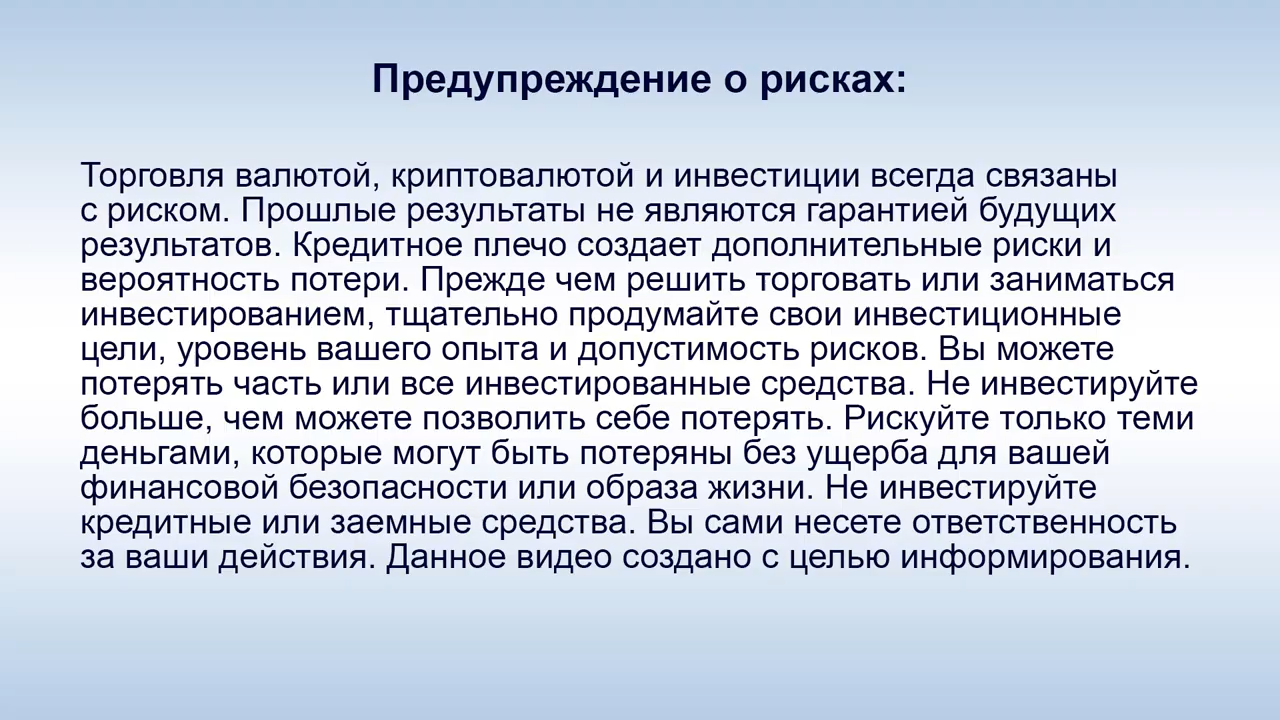 Предупреждение о рисках:
Торговля валютой, криптовалютой и инвестиции всегда связаны
с риском. Прошлые результаты не являются гарантией будущих
результатов. Кредитное плечо создает дополнительные риски и
вероятность потери. Прежде чем решить торговать или заниматься
инвестированием, тщательно продумайте свои инвестиционные
цели, уровень вашего опыта и допустимость рисков. Вы можете
потерять часть или все инвестированные средства. Не инвестируйте
больше, чем можете позволить себе потерять. Рискуйте только теми
деньгами, которые могут быть потеряны без ущерба для вашей
финансовой безопасности или образа жизни. Не инвестируйте
кредитные или заемные средства. Вы сами несете ответственность
за ваши действия. Данное видео создано с целью информирования.